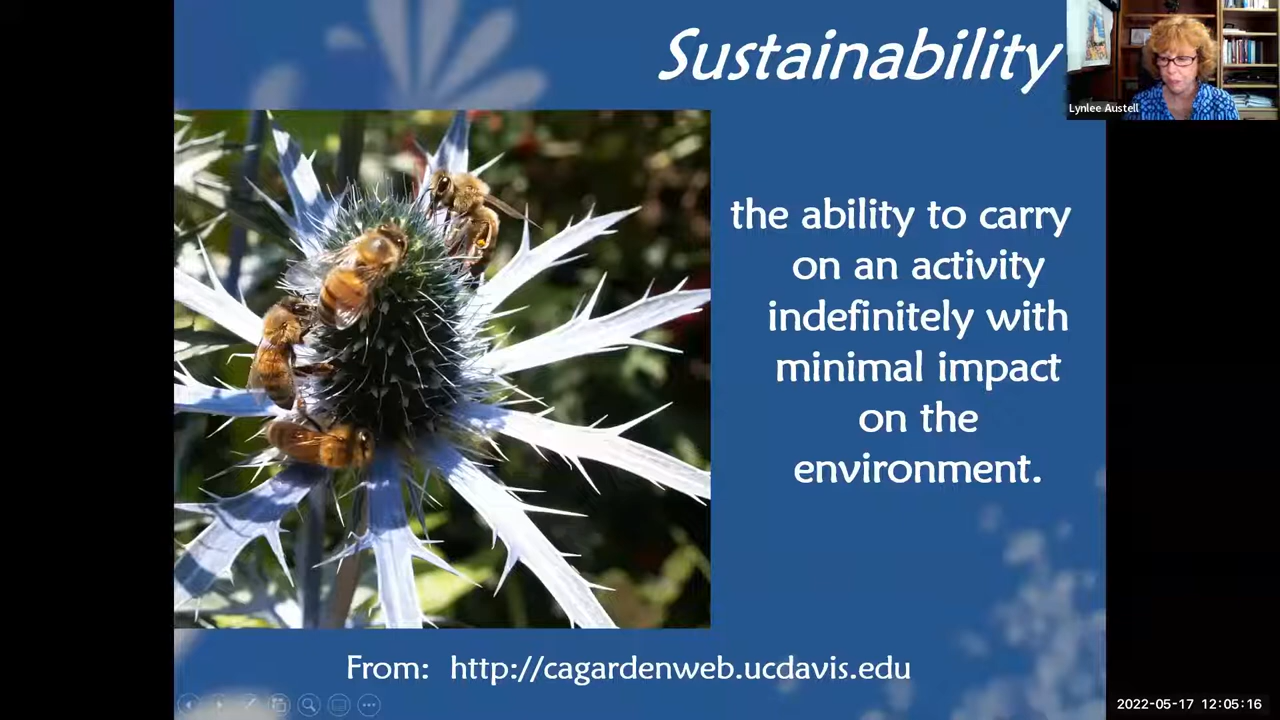 Sustainability
Lynlee Austell
the ability to carry
on an activity
indefinitely with
minimal impact
on the
environment.
From: http://cagardenweb.ucdavis.edu
2022-05-17 12:05:16